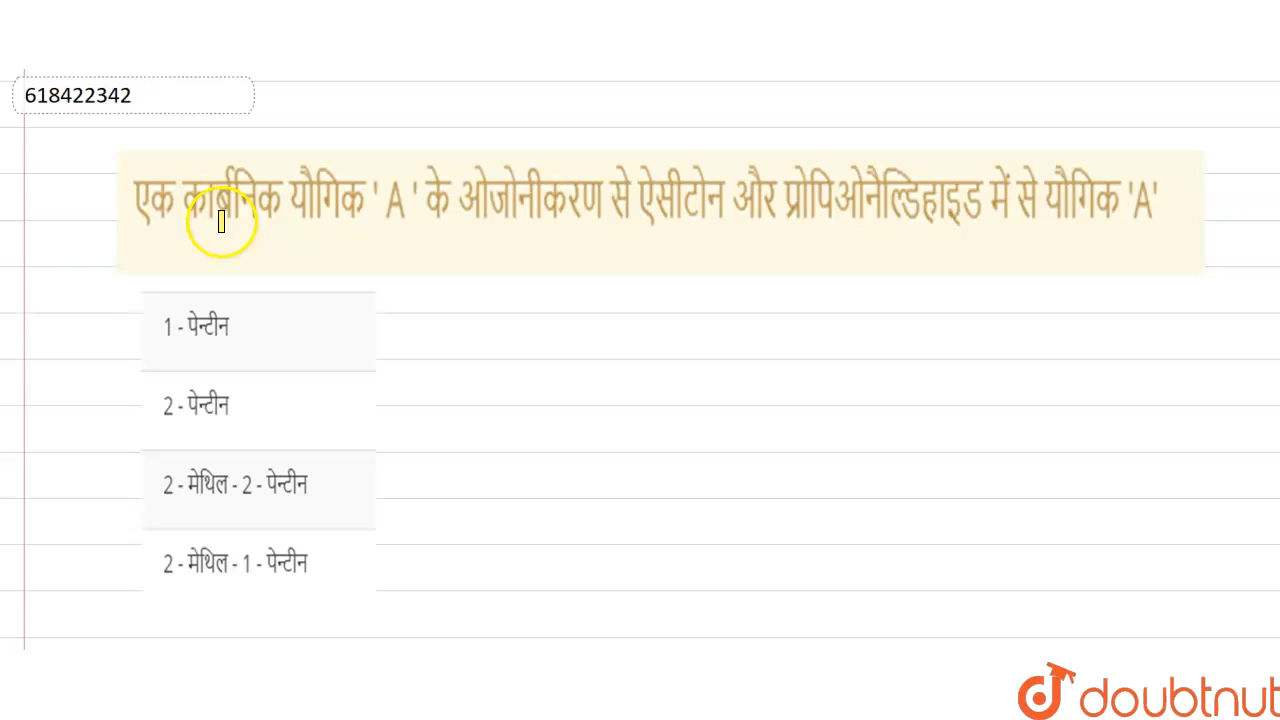 618422342
एक कार्बनिक यौगिक ' A ' के ओजोनीकरण से ऐसीटोन और प्रोपिओनैल्डिहाइड में से यौगिक 'A'
1 - पेन्टीन
2 - पेन्टीन
2 - मेथिल - 2 - पेन्टीन
2 - मेथिल - 1 - पेन्टीन
doubtnut